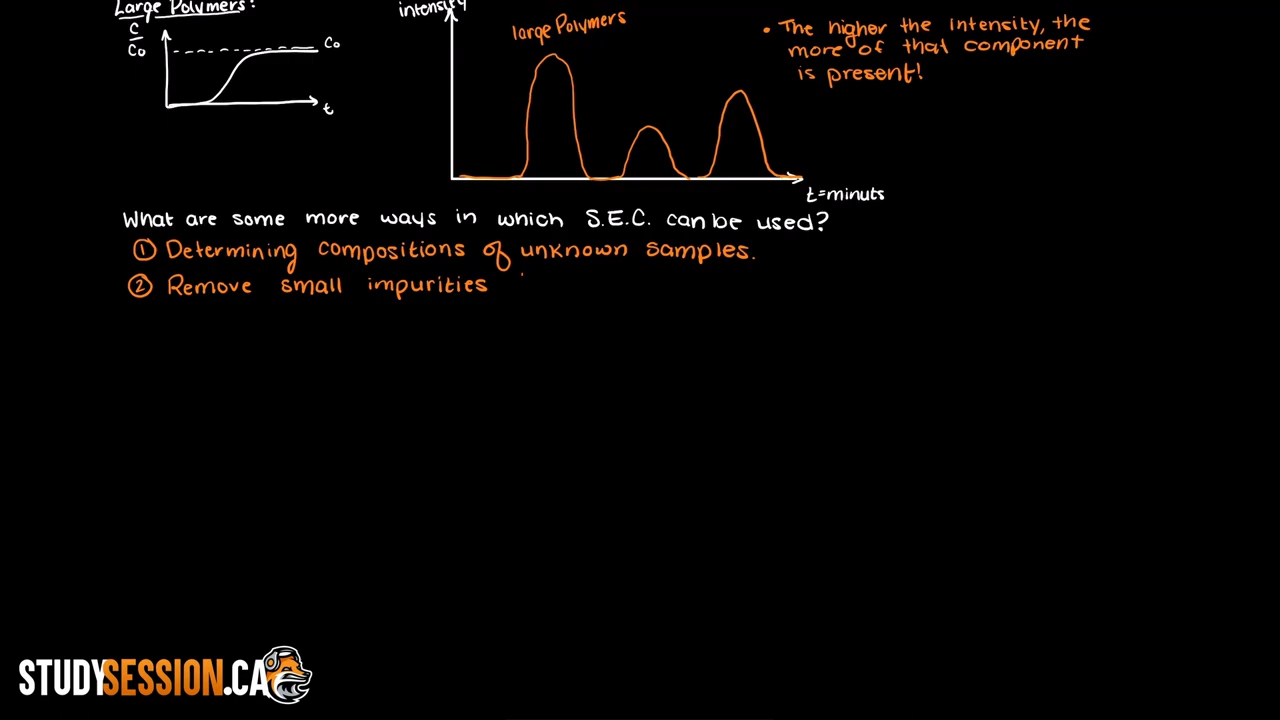 Large Polymers:
C
Co
Co
t
intensity
large Polymers
t=minuts
• The higher the intensity, the
more of that component
is present!
What are some more ways in which S.E.C. can be used?
① Determining compositions of unknown samples.
② Remove small impurities
STUDYSESSION.CA